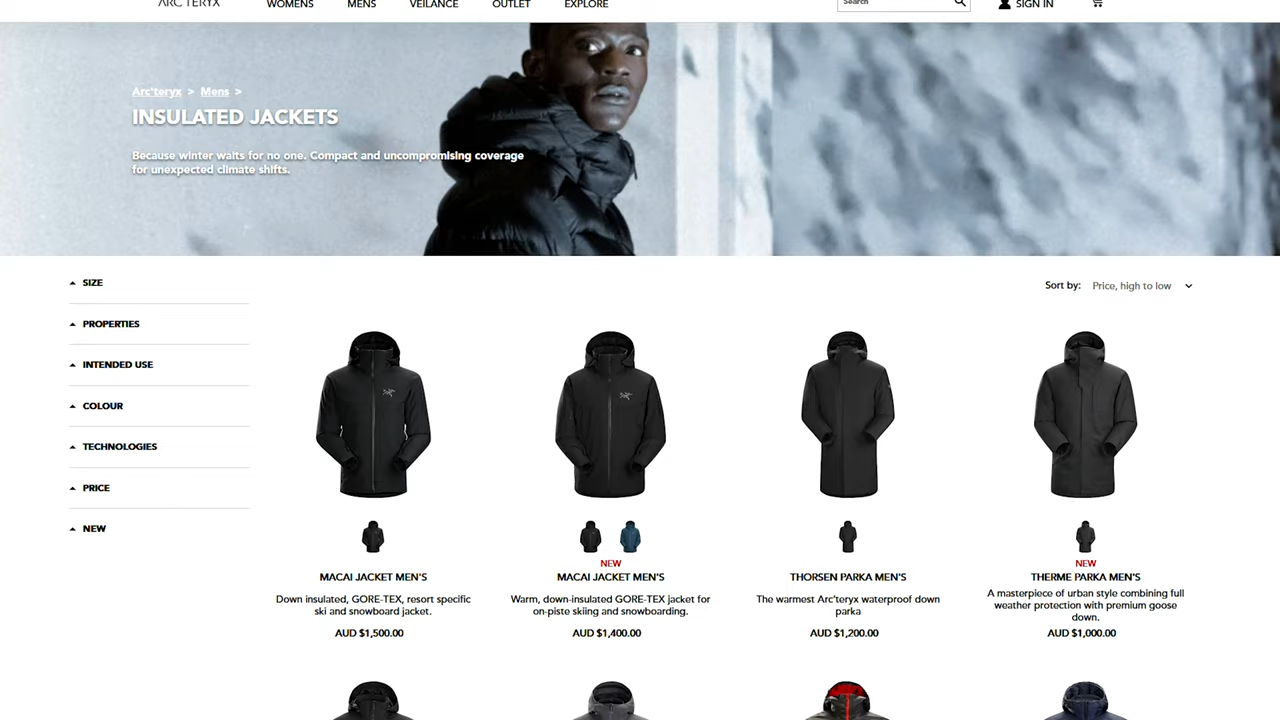 ARC'TERYX
WOMENS MENS VEILANCE OUTLET EXPLORE
Search
SIGN IN
Arc'teryx > Mens >
INSULATED JACKETS
Because winter waits for no one. Compact and uncompromising coverage
for unexpected climate shifts.
SIZE
PROPERTIES
INTENDED USE
COLOUR
TECHNOLOGIES
PRICE
NEW
Sort by: Price, high to low
MACAI JACKET MEN'S
Down insulated, GORE-TEX, resort specific
ski and snowboard jacket.
AUD $1,500.00
NEW
MACAI JACKET MEN'S
Warm, down-insulated GORE-TEX jacket for
on-piste skiing and snowboarding.
AUD $1,400.00
THORSEN PARKA MEN'S
The warmest Arc'teryx waterproof down
parka
AUD $1,200.00
NEW
THERME PARKA MEN'S
A masterpiece of urban style combining full
weather protection with premium goose
down.
AUD $1,000.00